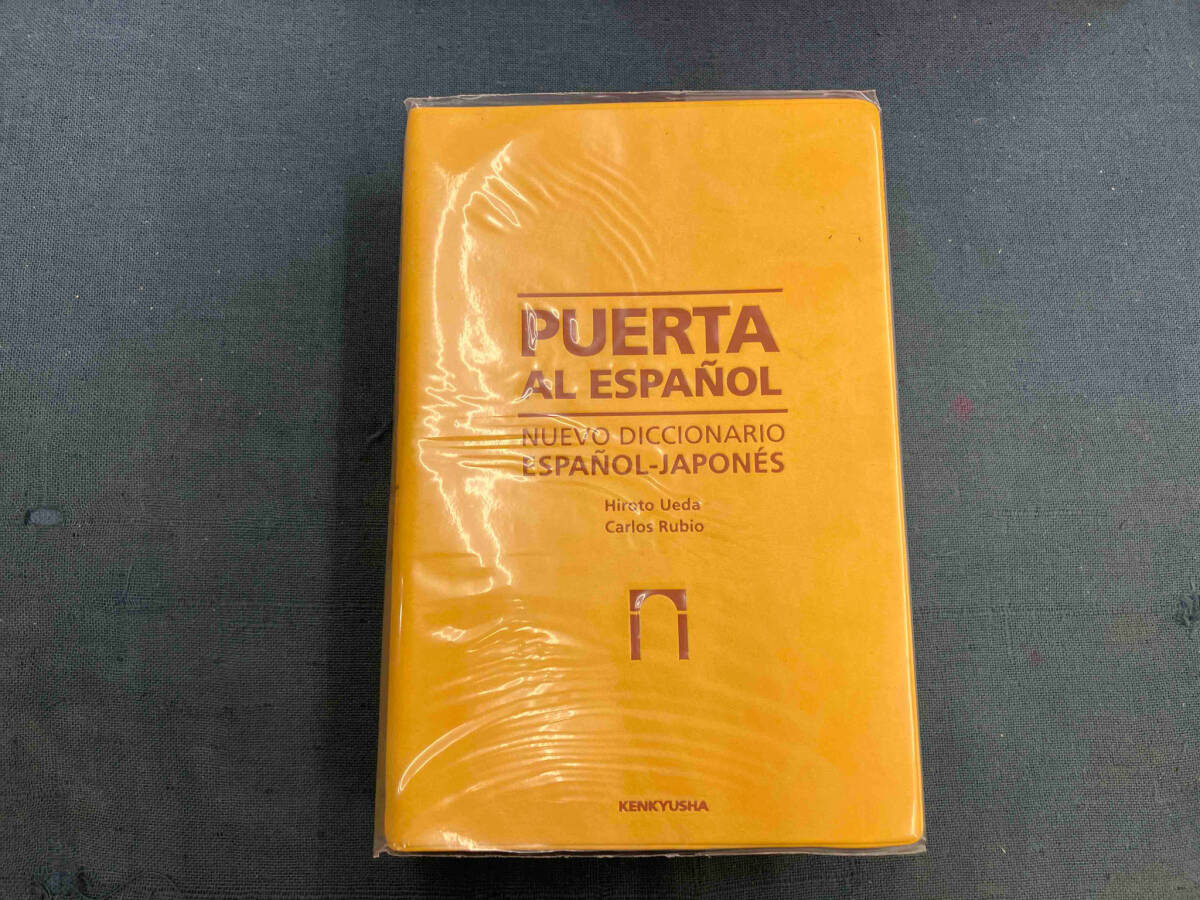 PUERTA
AL ESPAÑOL
NUEVO DICCIONARIO
ESPAÑOL-JAPONÉS
Hiroto Ueda
Carlos Rubio
KENKYUSHA